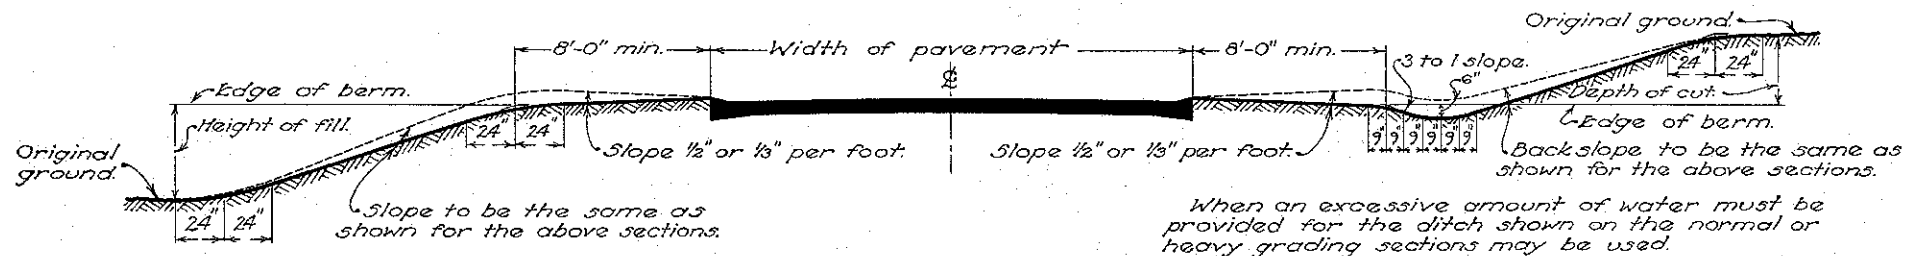 Original ground.
8'-0" min.
Width of pavement
8'-0" min.
3 to 1 slope.
6"
24"
24"
℄
Edge of berm.
Depth of cut.
Height of fill.
24"
24"
Edge of berm.
9"
9"
9"
9"
9"
9"
Original
ground.
Slope 1/2" or 1/3" per foot.
Slope 1/2" or 1/3" per foot.
Back slope to be the same as
shown for the above sections.
24"
24"
Slope to be the same as
shown for the above sections.
When an excessive amount of water must be
provided for the ditch shown on the normal or
heavy grading sections may be used.